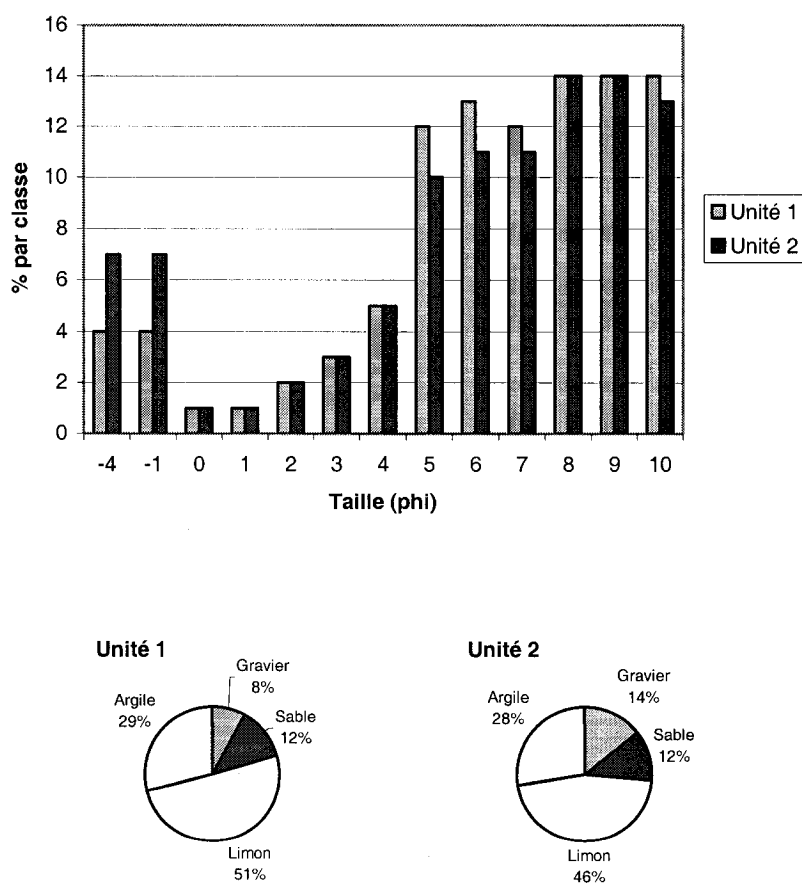 16
14
12
10
8
6
4
2
0
% par classe
-4 -1 0 1 2 3 4 5 6 7 8 9 10
Taille (phi)
Unité 1
Unité 2
Unité 1
Gravier
8%
Argile
29%
Sable
12%
Limon
51%
Unité 2
Gravier
14%
Argile
28%
Sable
12%
Limon
46%